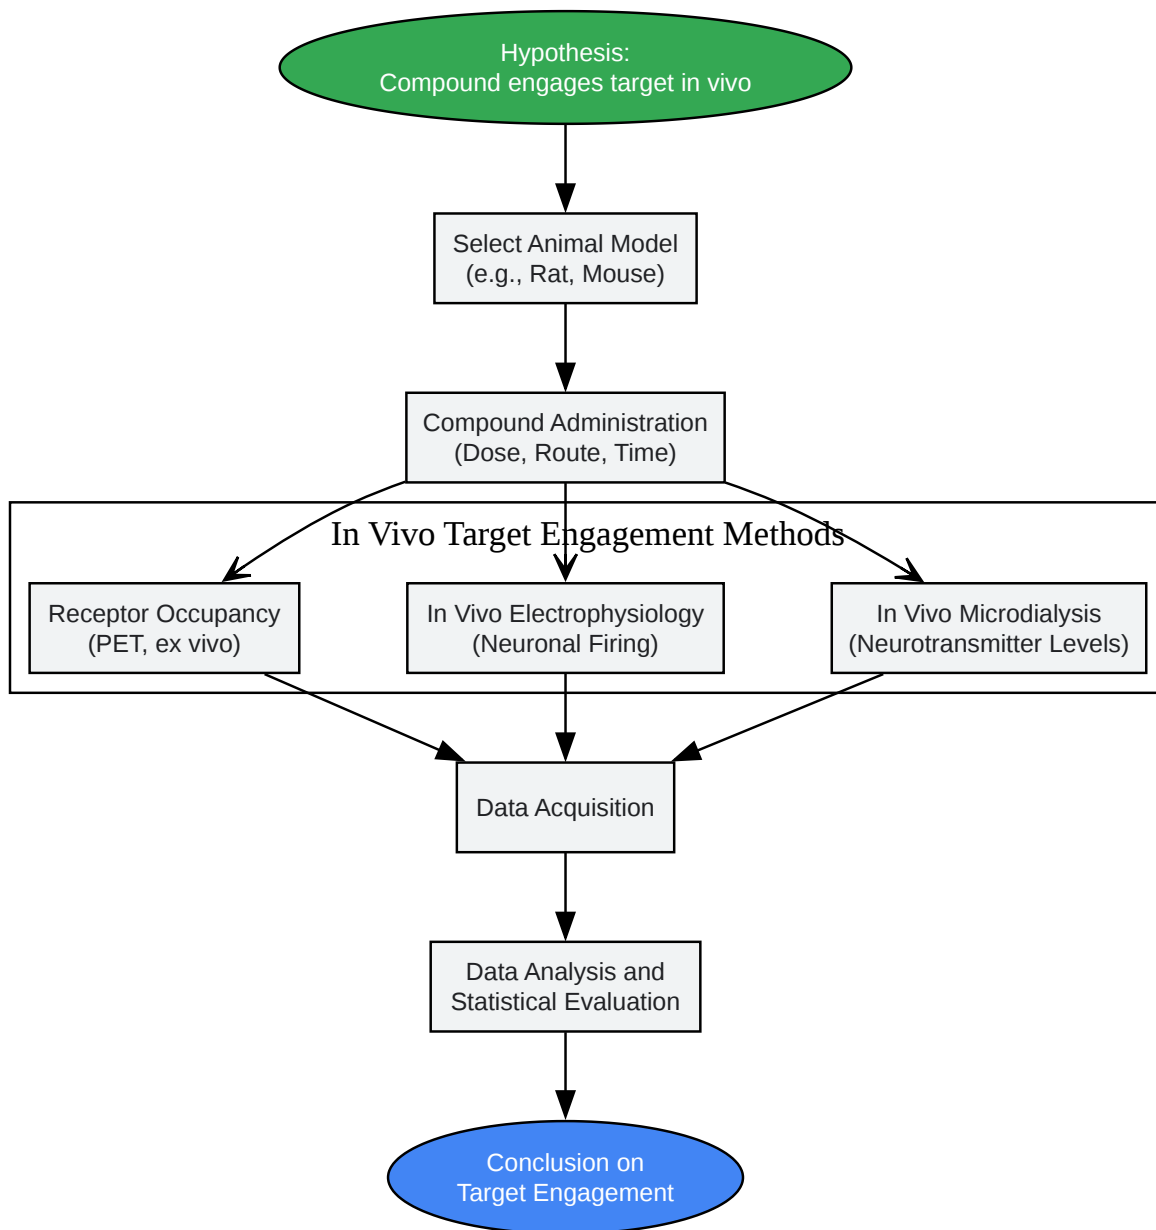 Hypothesis:
Compound engages target in vivo
Select Animal Model
(e.g., Rat, Mouse)
Compound Administration
(Dose, Route, Time)
In Vivo Target Engagement Methods
Receptor Occupancy
(PET, ex vivo)
In Vivo Electrophysiology
(Neuronal Firing)
In Vivo Microdialysis
(Neurotransmitter Levels)
Data Acquisition
Data Analysis and
Statistical Evaluation
Conclusion on
Target Engagement